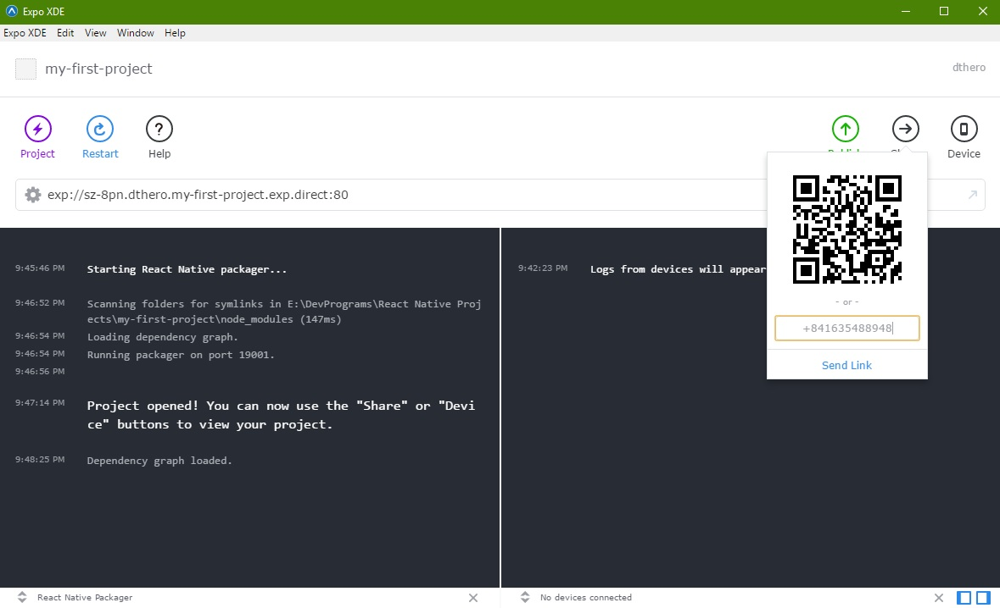 Expo XDE
Expo XDE Edit View Window Help
my-first-project
dthero
Project
Restart
Help
Device
exp://sz-8pn.dthero.my-first-project.exp.direct:80
- or -
+841635488948
Send Link
9:45:46 PM Starting React Native packager...
9:46:52 PM Scanning folders for symlinks in E:\DevPrograms\React Native Proj
ects\my-first-project\node_modules (147ms)
9:46:54 PM Loading dependency graph.
9:46:54 PM Running packager on port 19001.
9:46:56 PM
9:47:14 PM Project opened! You can now use the "Share" or "Devi
ce" buttons to view your project.
9:48:25 PM Dependency graph loaded.
9:42:23 PM Logs from devices will appear
React Native Packager
No devices connected